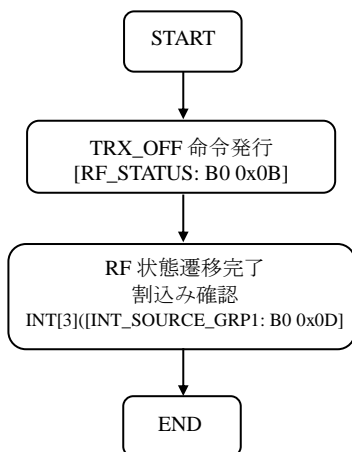 START
TRX_OFF 命令発行
[RF_STATUS: B0 0x0B]
RF 状態遷移完了
割込み確認
INT[3]([INT_SOURCE_GRP1: B0 0x0D]
END